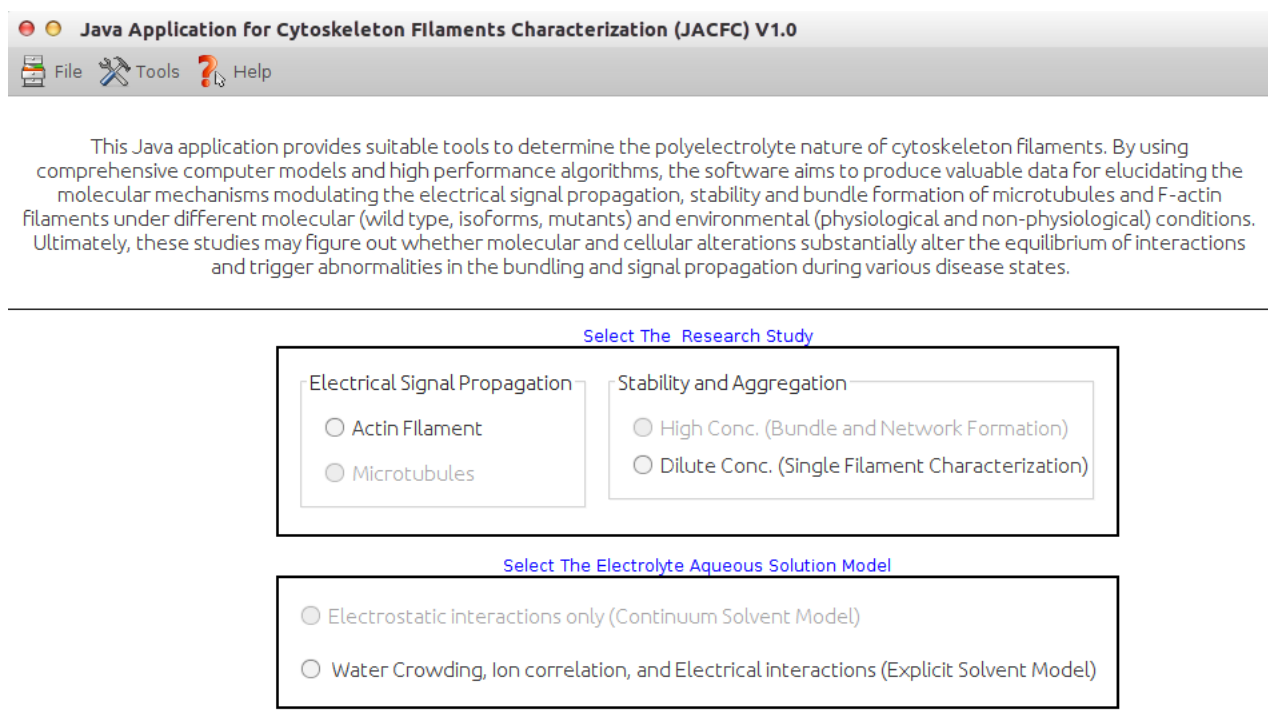 Java Application for Cytoskeleton FIlaments Characterization (JACFC) V1.0
File Tools Help
This Java application provides suitable tools to determine the polyelectrolyte nature of cytoskeleton filaments. By using
comprehensive computer models and high performance algorithms, the software aims to produce valuable data for elucidating the
molecular mechanisms modulating the electrical signal propagation, stability and bundle formation of microtubules and F-actin
filaments under different molecular (wild type, isoforms, mutants) and environmental (physiological and non-physiological) conditions.
Ultimately, these studies may figure out whether molecular and cellular alterations substantially alter the equilibrium of interactions
and trigger abnormalities in the bundling and signal propagation during various disease states.
Select The Research Study
Electrical Signal Propagation
Actin FIlament
Microtubules
Stability and Aggregation
High Conc. (Bundle and Network Formation)
Dilute Conc. (Single Filament Characterization)
Select The Electrolyte Aqueous Solution Model
Electrostatic interactions only (Continuum Solvent Model)
Water Crowding, Ion correlation, and Electrical interactions (Explicit Solvent Model)